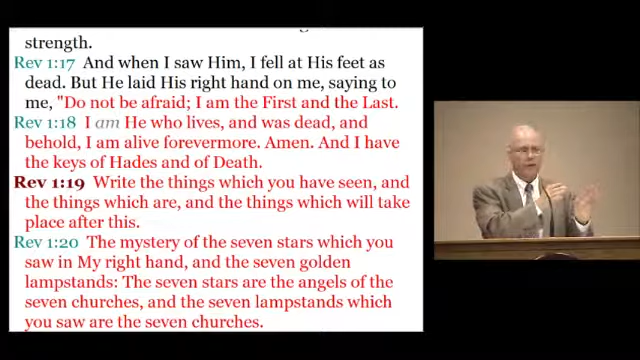 strength.
Rev 1:17 And when I saw Him, I fell at His feet as
dead. But He laid His right hand on me, saying to
me, "Do not be afraid; I am the First and the Last.
Rev 1:18 I am He who lives, and was dead, and
behold, I am alive forevermore. Amen. And I have
the keys of Hades and of Death.
Rev 1:19 Write the things which you have seen, and
the things which are, and the things which will take
place after this.
Rev 1:20 The mystery of the seven stars which you
saw in My right hand, and the seven golden
lampstands: The seven stars are the angels of the
seven churches, and the seven lampstands which
you saw are the seven churches.